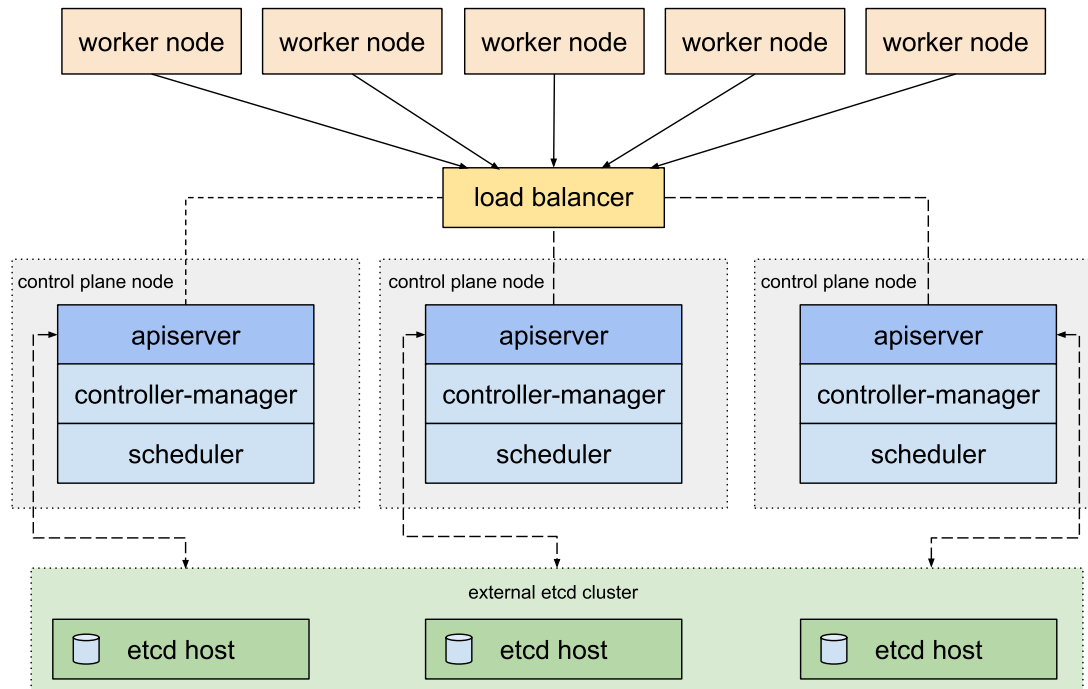 worker node
worker node
worker node
worker node
worker node
load balancer
control plane node
control plane node
control plane node
apiserver
apiserver
apiserver
controller-manager
controller-manager
controller-manager
scheduler
scheduler
scheduler
external etcd cluster
etcd host
etcd host
etcd host